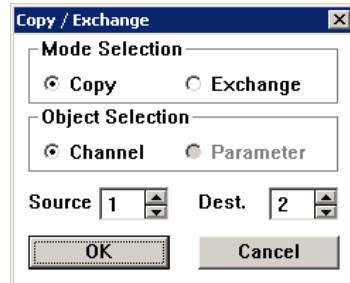 Copy / Exchange
Mode Selection
Copy Exchange
Object Selection
Channel Parameter
Source 1 Dest. 2
OK Cancel